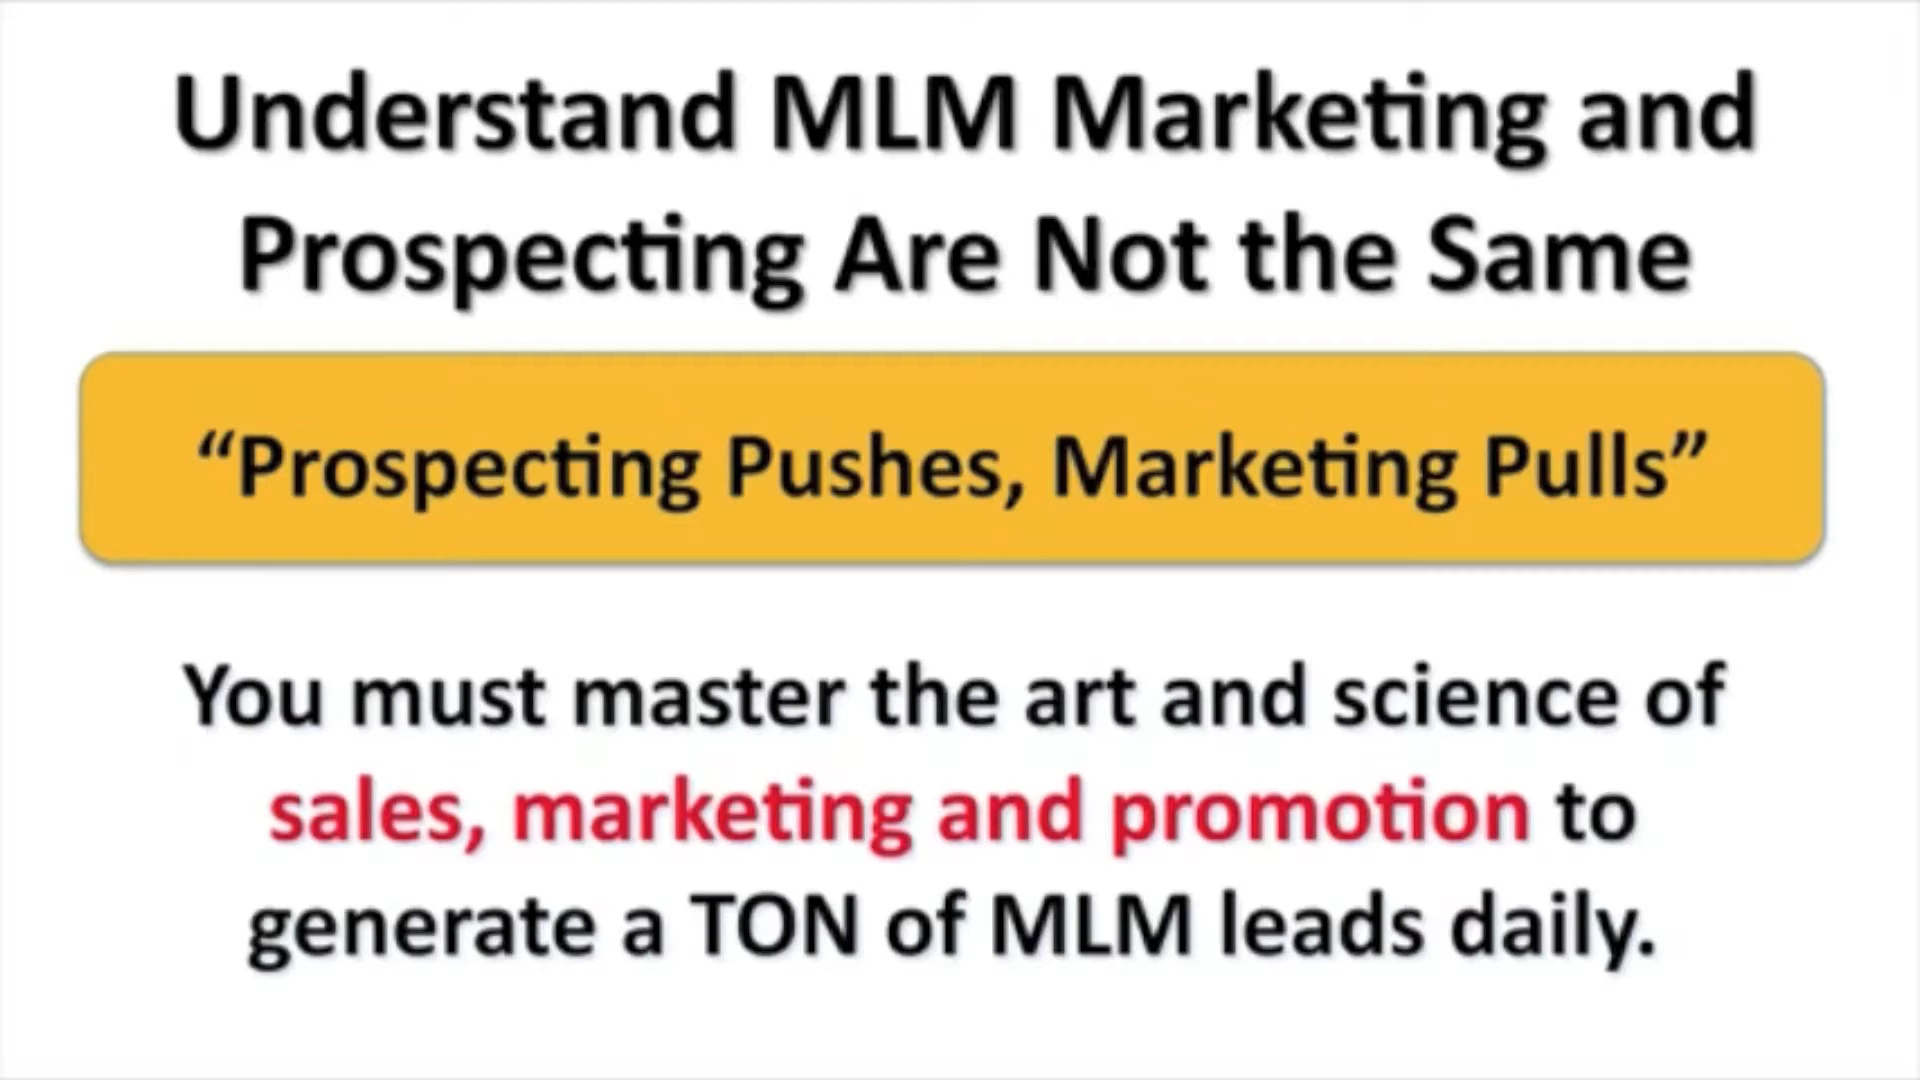 Understand MLM Marketing and
Prospecting Are Not the Same
“Prospecting Pushes, Marketing Pulls”
You must master the art and science of
sales, marketing and promotion to
generate a TON of MLM leads daily.